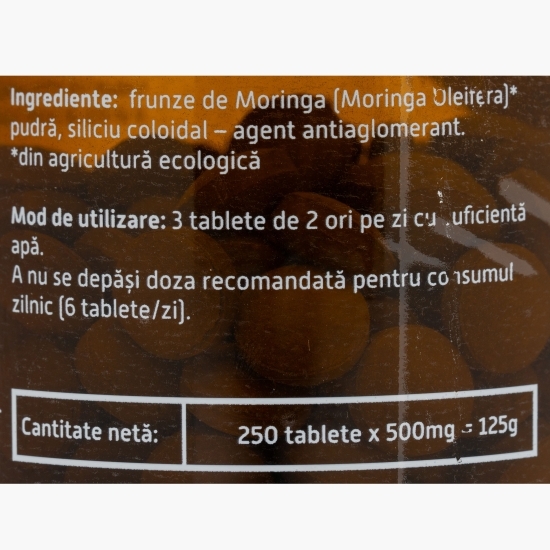 Ingrediente: frunze de Moringa (Moringa Oleifera)*
pudră, siliciu coloidal – agent antiaglomerant.
*din agricultură ecologică
Mod de utilizare: 3 tablete de 2 ori pe zi cu suficientă
apă.
A nu se depăși doza recomandată pentru consumul
zilnic (6 tablete/zi).
Cantitate netă:
250 tablete x 500mg = 125g